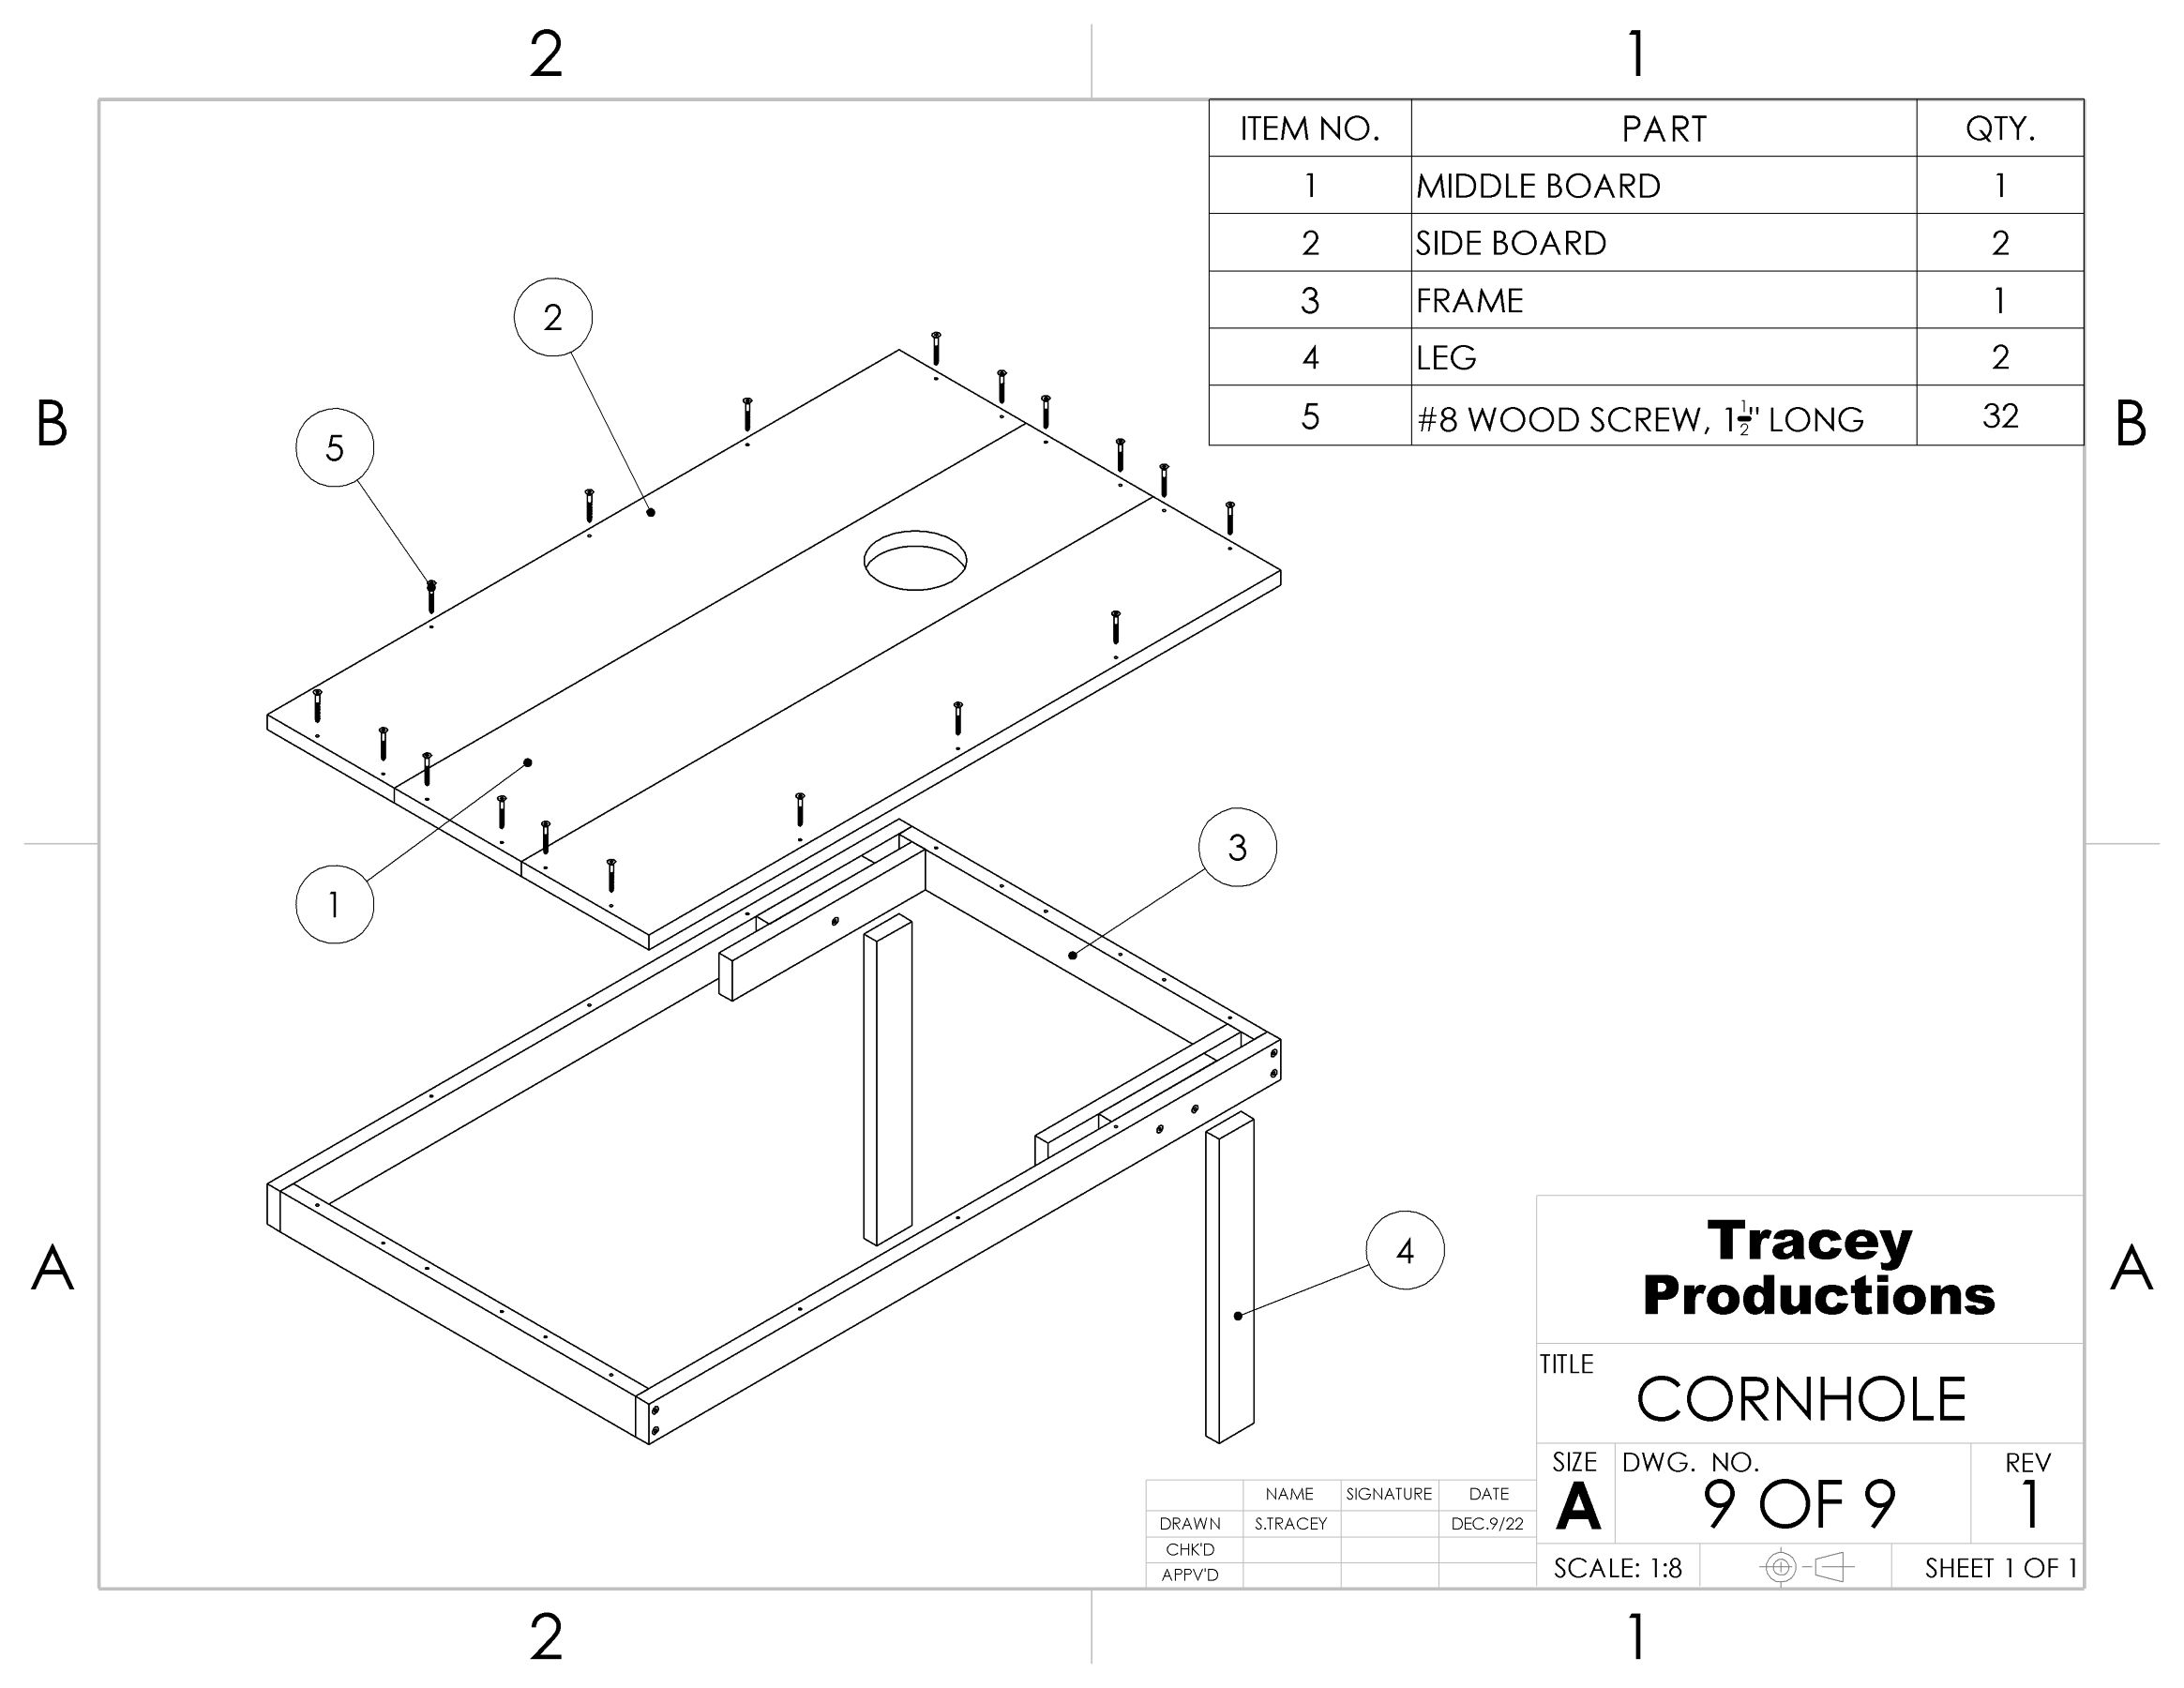 2 1
ITEM NO. PART QTY.
1 MIDDLE BOARD 1
2 SIDE BOARD 2
3 FRAME 1
4 LEG 2
5 #8 WOOD SCREW, 1½" LONG 32
B B
2
5
3
1
4
A A
Tracey
Productions
TITLE
CORNHOLE
SIZE DWG. NO. REV
A 9 OF 9 1
NAME SIGNATURE DATE
DRAWN S.TRACEY DEC.9/22
CHK'D
APPV'D
SCALE: 1:8 SHEET 1 OF 1
2 1